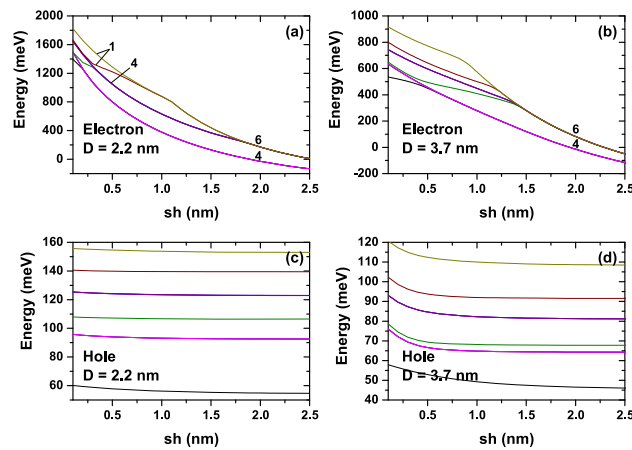 2000
1600
1200
800
400
0
Energy (meV)
(a)
1
4
6
4
Electron
D = 2.2 nm
0.5 1.0 1.5 2.0 2.5
sh (nm)
1000
800
600
400
200
0
-200
Energy (meV)
(b)
6
4
Electron
D = 3.7 nm
0.5 1.0 1.5 2.0 2.5
sh (nm)
160
140
120
100
80
60
Energy (meV)
(c)
Hole
D = 2.2 nm
0.5 1.0 1.5 2.0 2.5
sh (nm)
120
110
100
90
80
70
60
50
40
Energy (meV)
(d)
Hole
D = 3.7 nm
0.5 1.0 1.5 2.0 2.5
sh (nm)